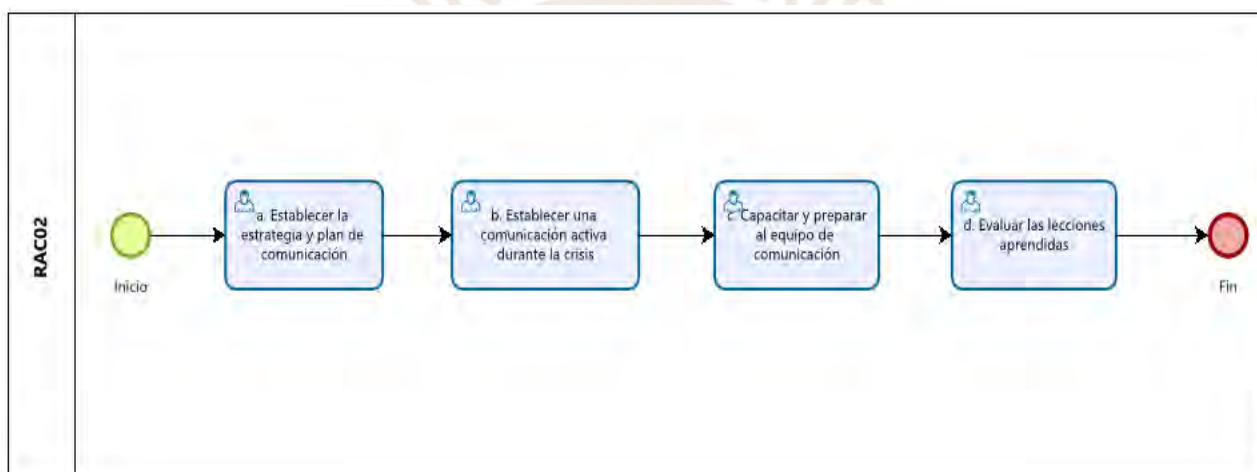 RAC02
Inicio
a. Establecer la
estrategia y plan de
comunicación
b. Establecer una
comunicación activa
durante la crisis
c. Capacitar y preparar
al equipo de
comunicación
d. Evaluar las lecciones
aprendidas
Fin